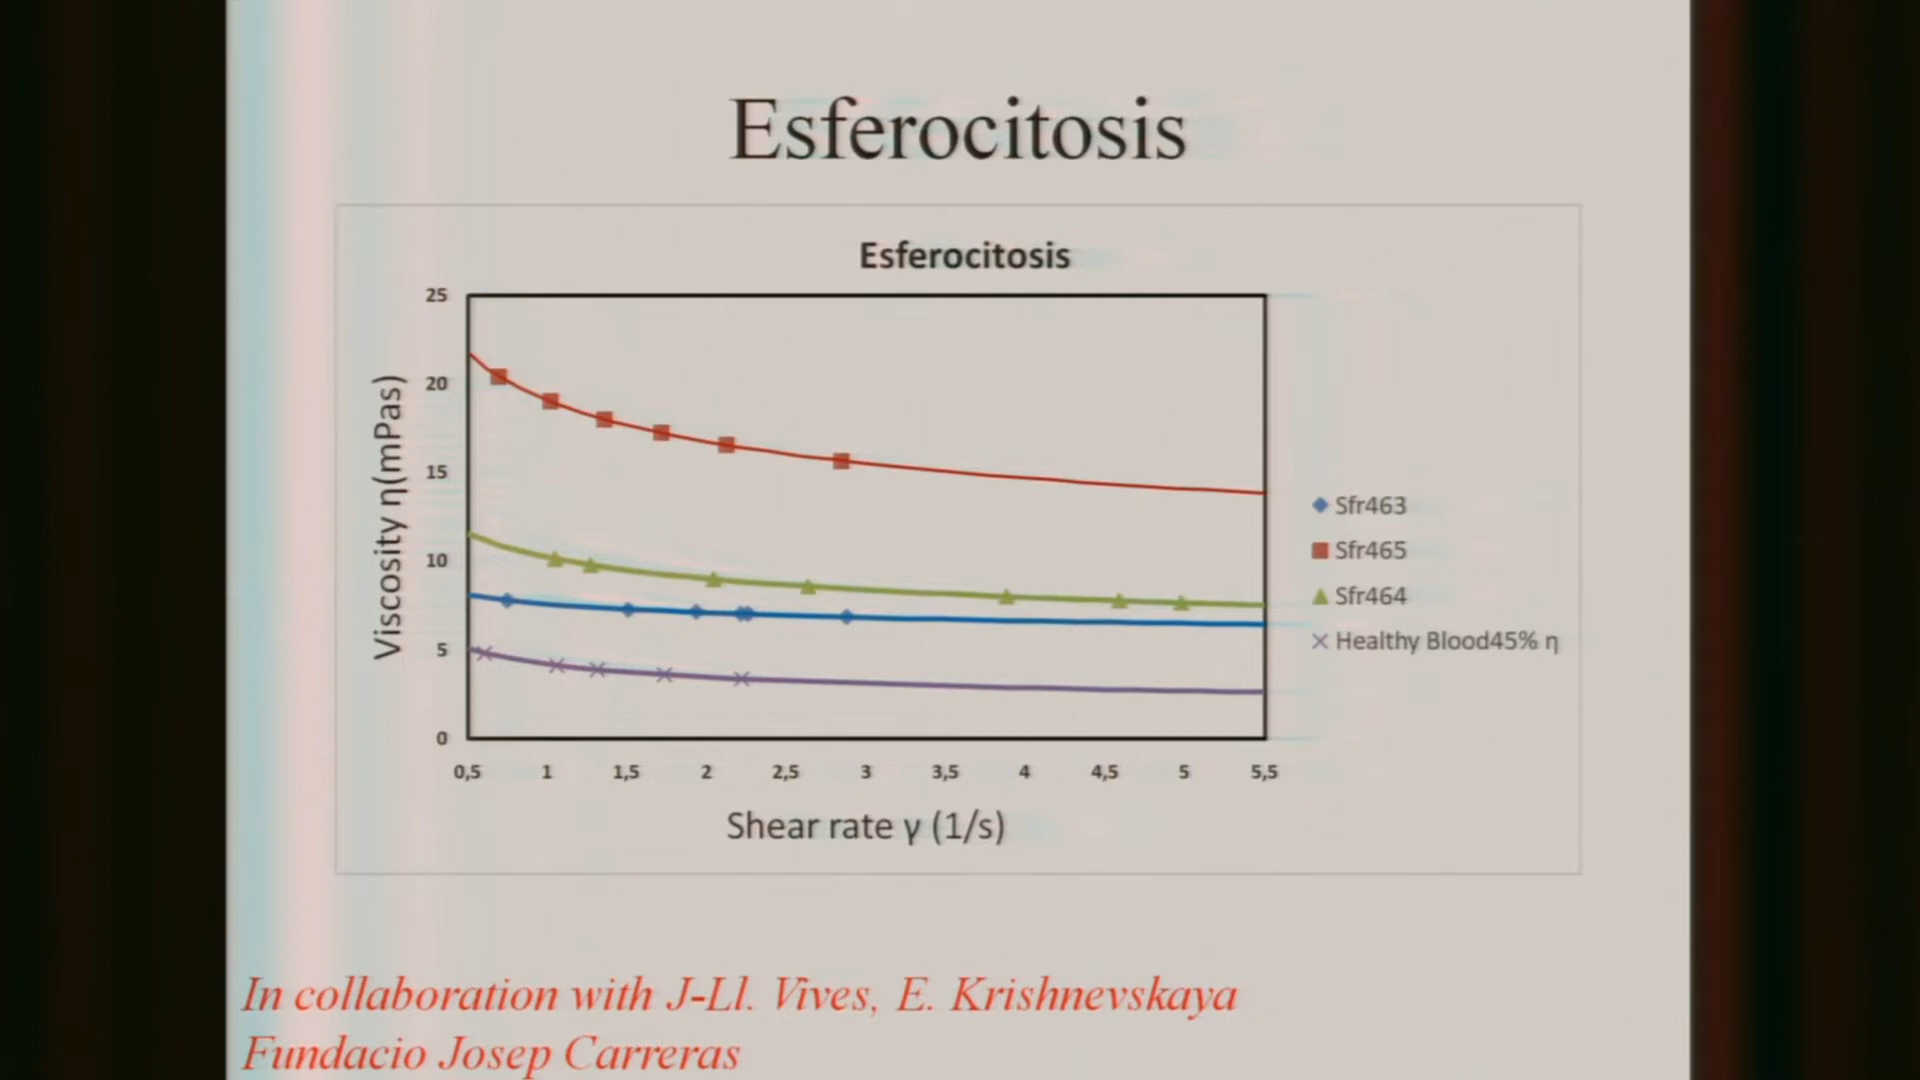 Esferocitosis
Esferocitosis
25
20
15
10
5
0
Viscosity η(mPas)
0,5 1 1,5 2 2,5 3 3,5 4 4,5 5 5,5
Shear rate γ (1/s)
Sfr463
Sfr465
Sfr464
Healthy Blood45% η
In collaboration with J-Ll. Vives, E. Krishnevskaya
Fundacio Josep Carreras